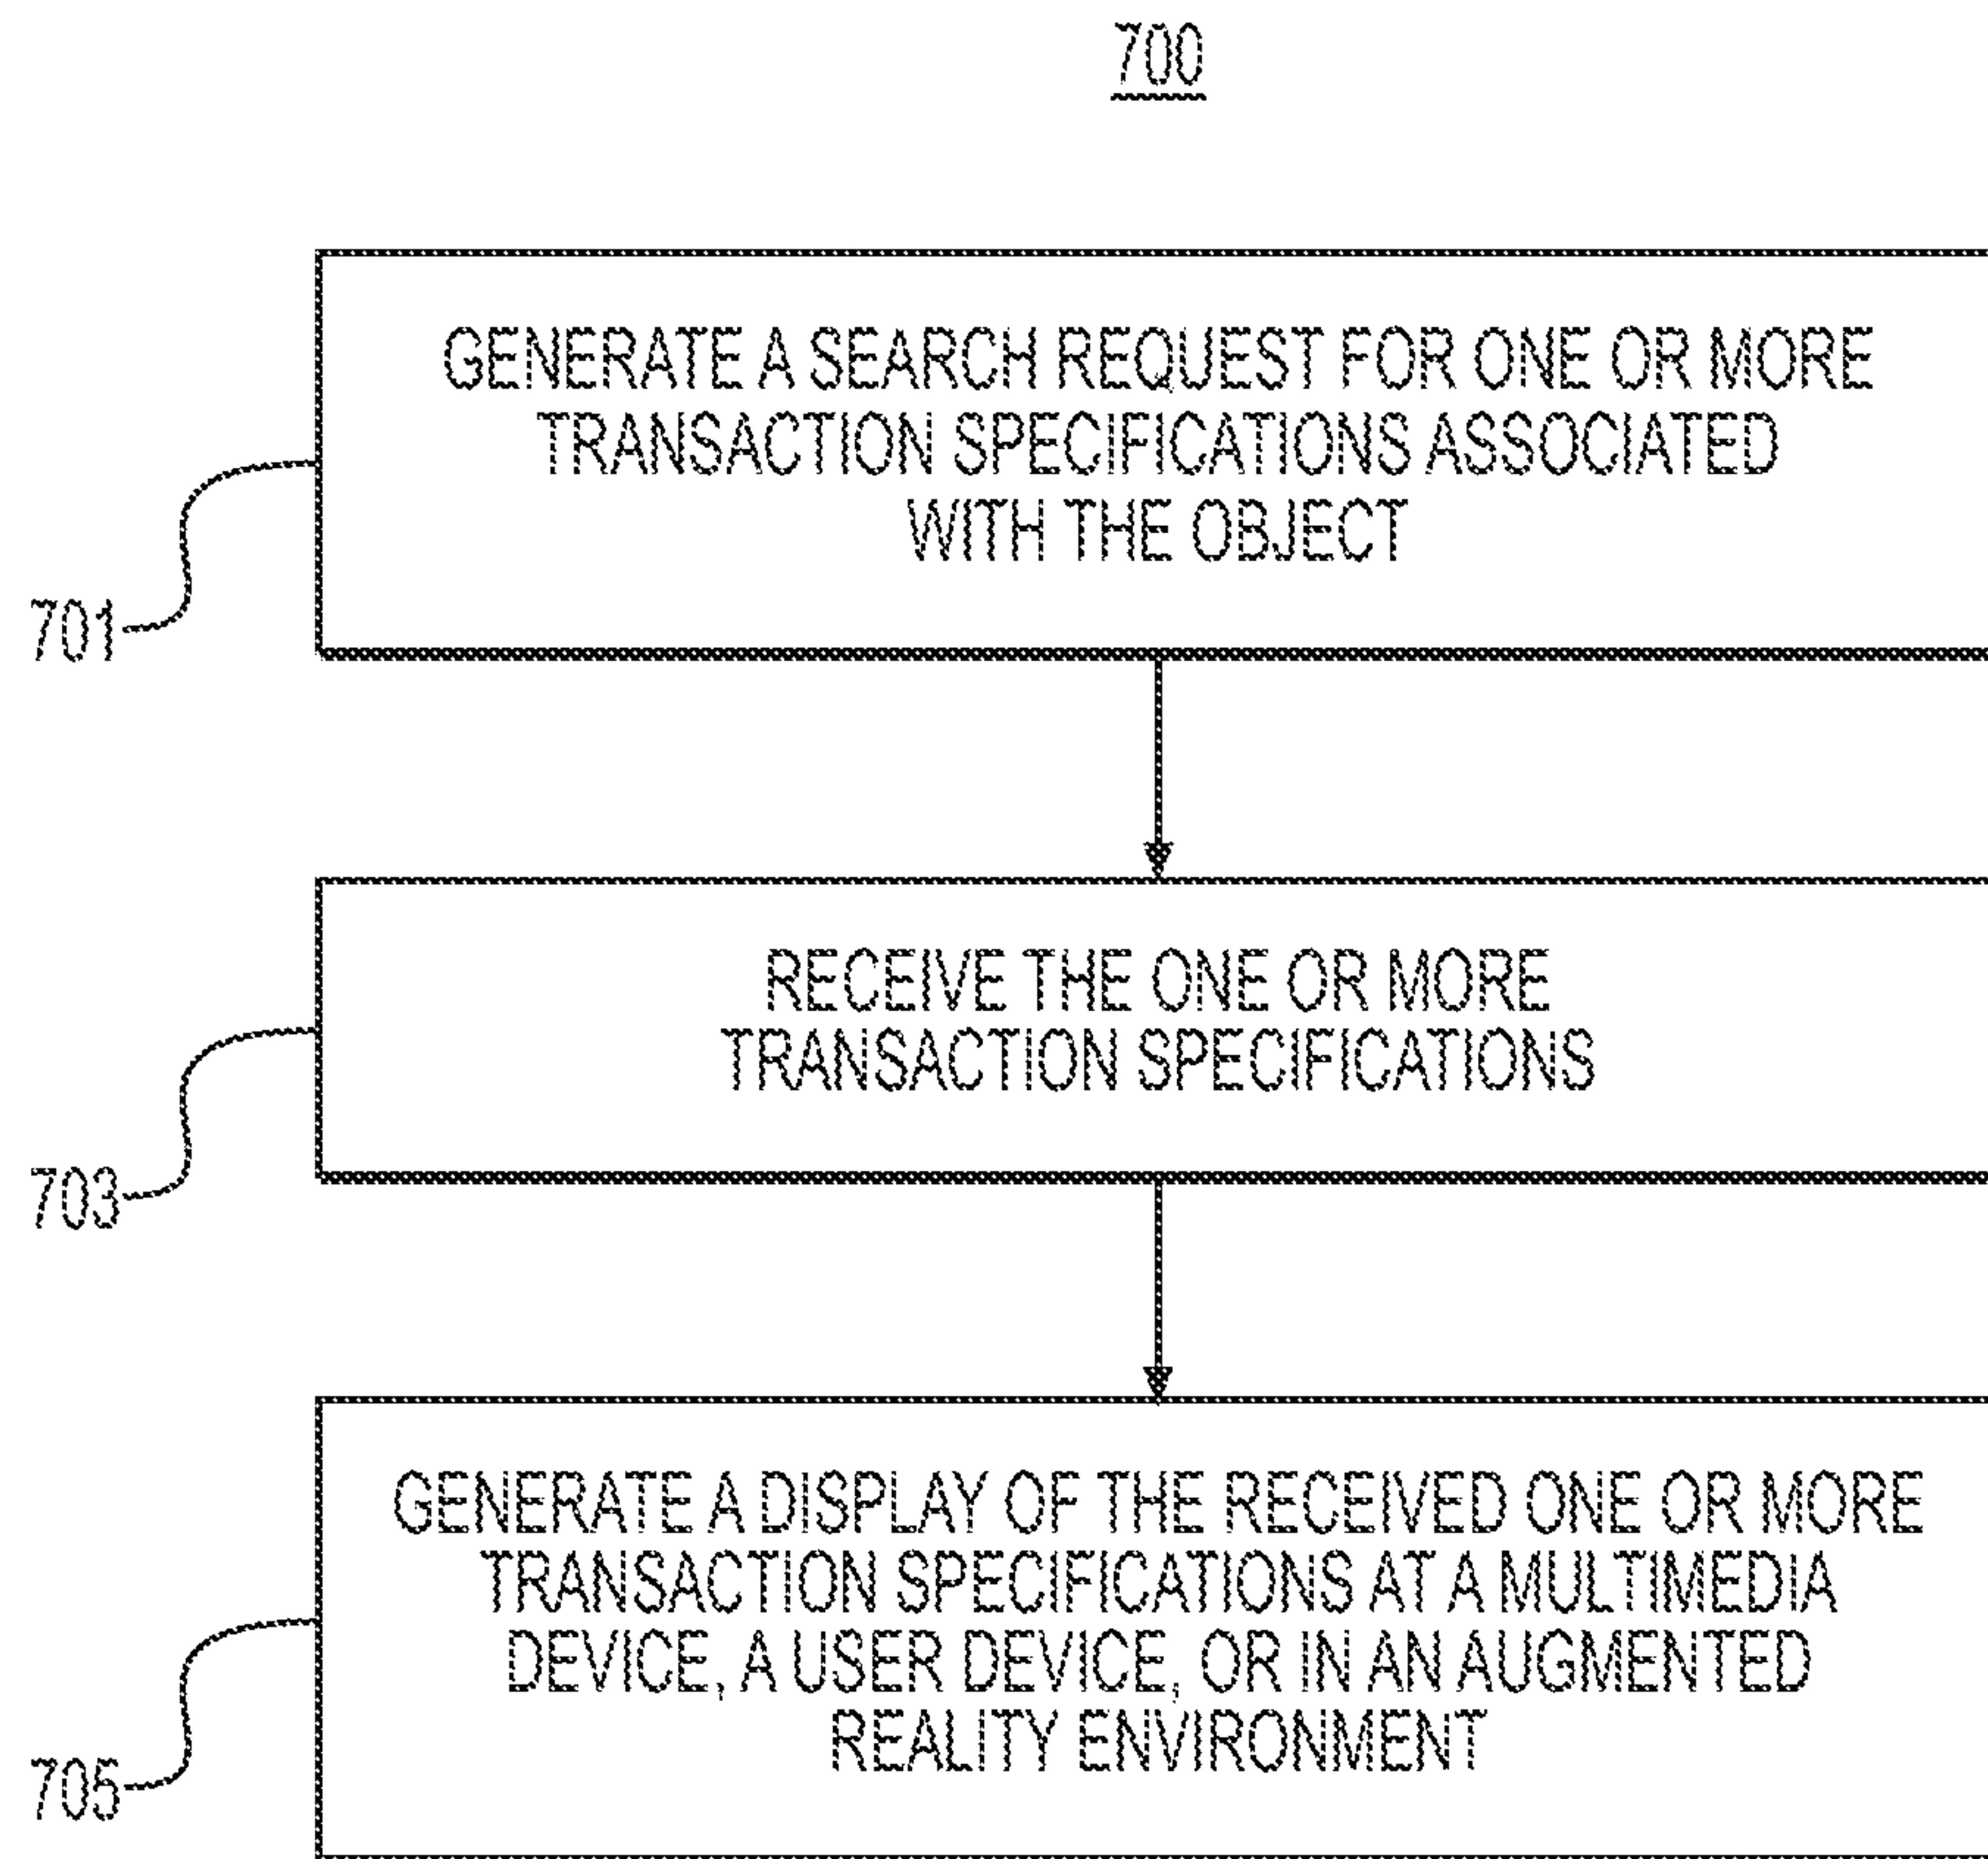 700
GENERATE A SEARCH REQUEST FOR ONE OR MORE
TRANSACTION SPECIFICATIONS ASSOCIATED
WITH THE OBJECT
701
RECEIVE THE ONE OR MORE
TRANSACTION SPECIFICATIONS
703
GENERATE A DISPLAY OF THE RECEIVED ONE OR MORE
TRANSACTION SPECIFICATIONS AT A MULTIMEDIA
DEVICE, A USER DEVICE, OR IN AN AUGMENTED
REALITY ENVIRONMENT
705